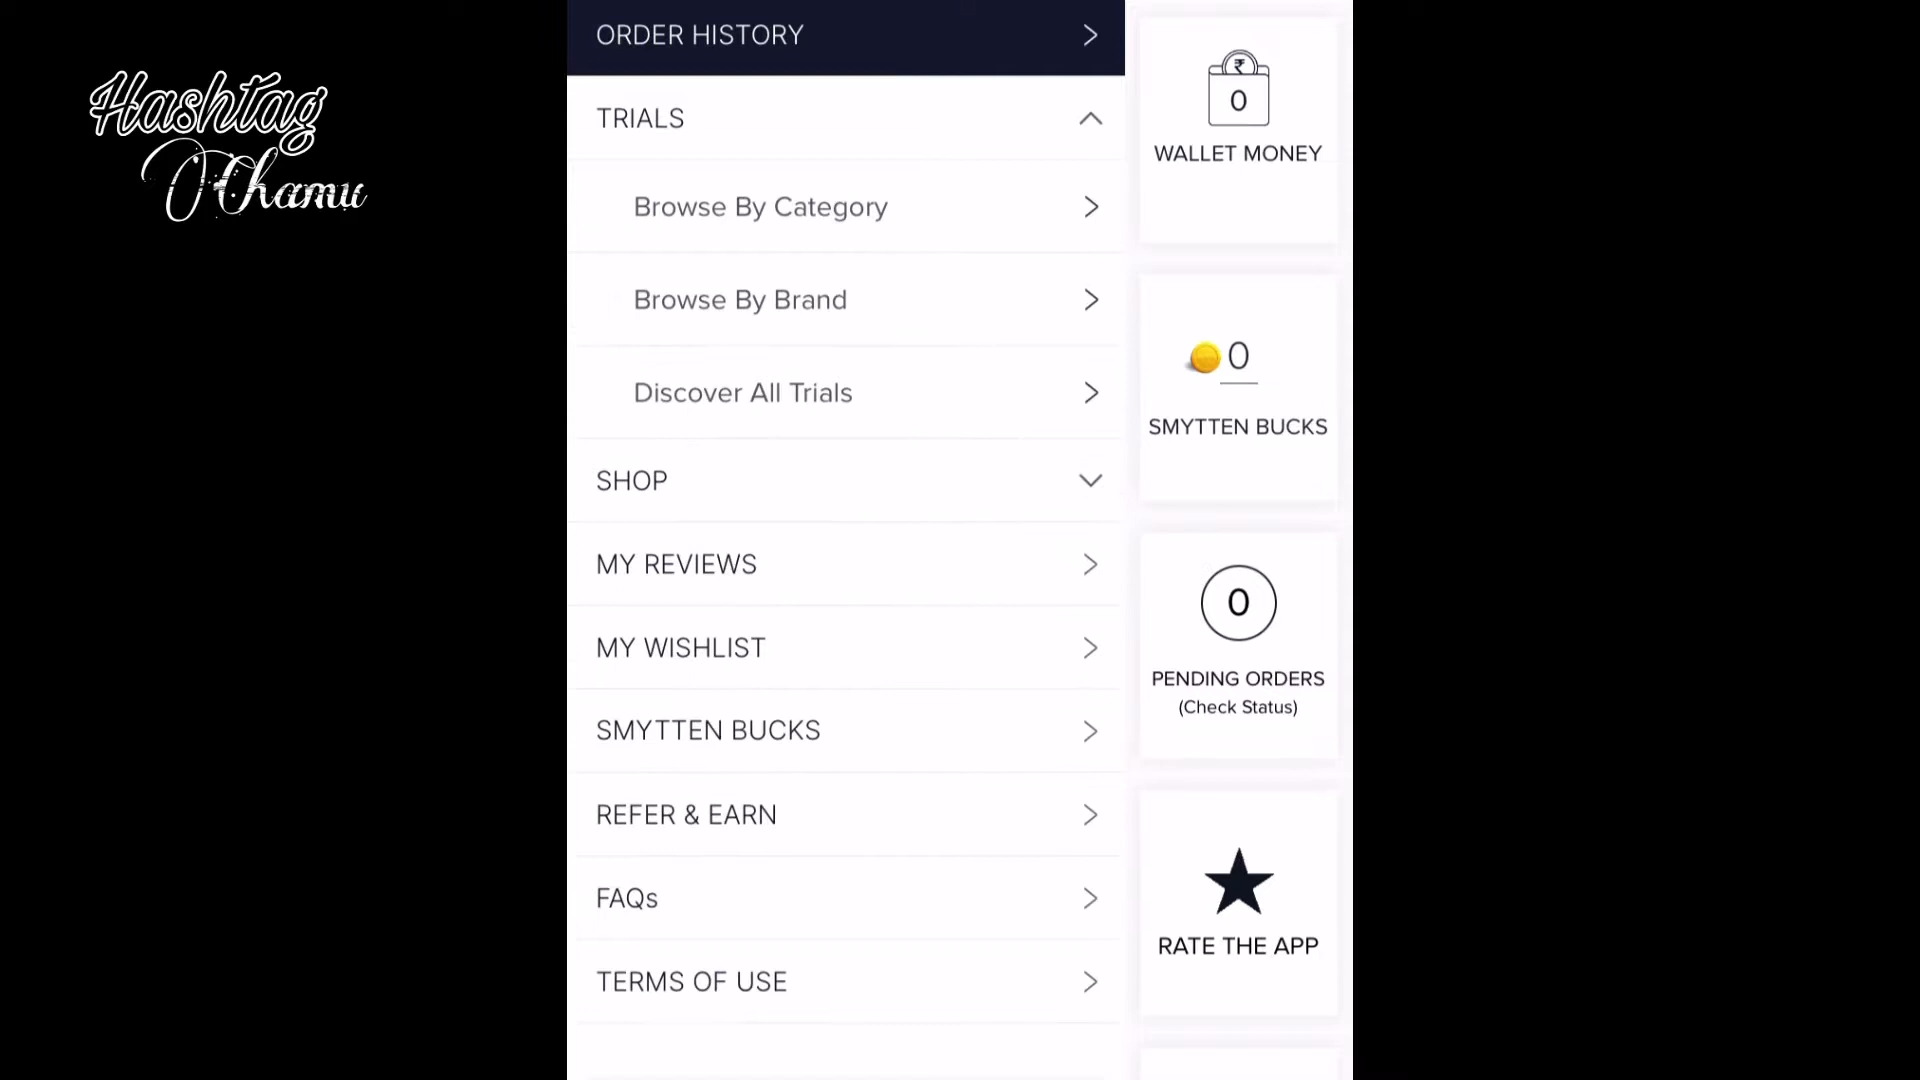 Hashtag
Chamu
ORDER HISTORY
TRIALS
Browse By Category
Browse By Brand
Discover All Trials
SHOP
MY REVIEWS
MY WISHLIST
SMYTTEN BUCKS
REFER & EARN
FAQs
TERMS OF USE
₹
0
WALLET MONEY
0
SMYTTEN BUCKS
0
PENDING ORDERS
(Check Status)
RATE THE APP